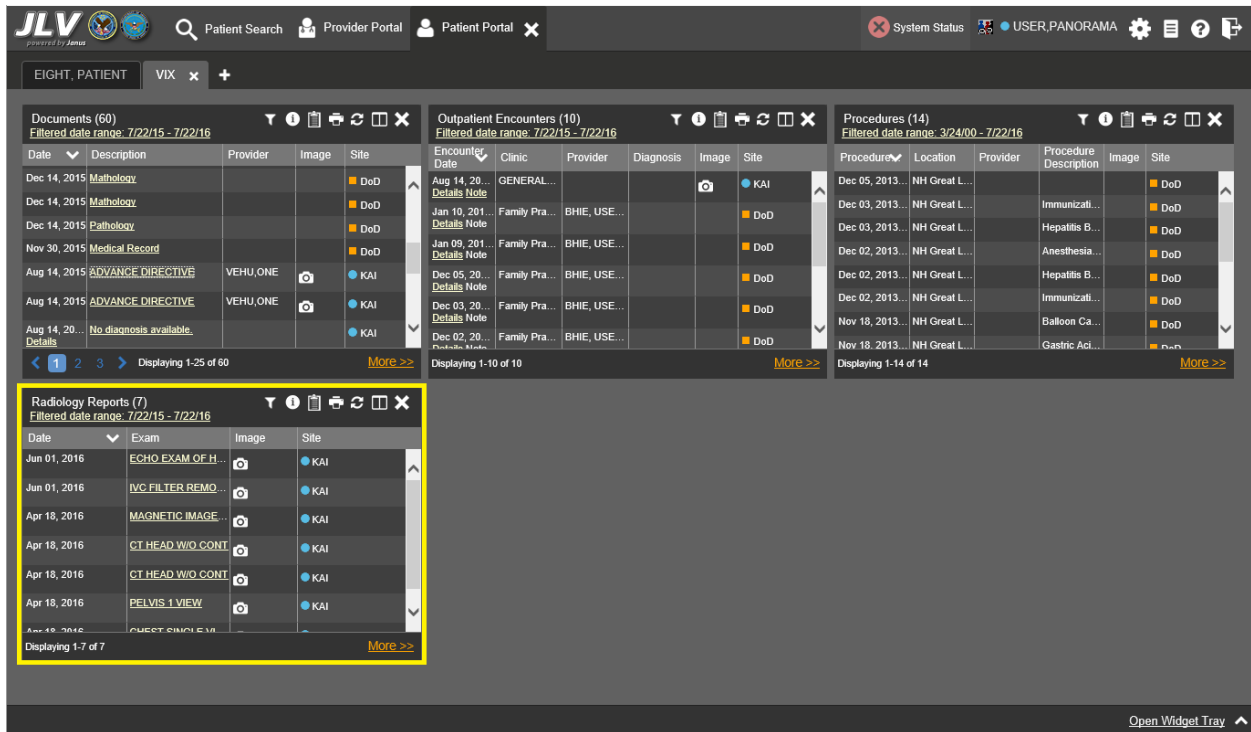 JLV Patient Search Provider Portal Patient Portal System Status USER,PANORAMA
powered by Janus
EIGHT, PATIENT VIX
Documents (60)
Filtered date range: 7/22/15 - 7/22/16
Date Description Provider Image Site
Dec 14, 2015 Mathology DoD
Dec 14, 2015 Mathology DoD
Dec 14, 2015 Pathology DoD
Nov 30, 2015 Medical Record DoD
Aug 14, 2015 ADVANCE DIRECTIVE VEHU,ONE KAI
Aug 14, 2015 ADVANCE DIRECTIVE VEHU,ONE KAI
Aug 14, 20... No diagnosis available. KAI
Details
1 2 3 Displaying 1-25 of 60 More >>
Outpatient Encounters (10)
Filtered date range: 7/22/15 - 7/22/16
Encounter Date Clinic Provider Diagnosis Image Site
Aug 14, 20... GENERAL... KAI
Details Note
Jan 10, 201... Family Pra... BHIE, USE... DoD
Details Note
Jan 09, 201... Family Pra... BHIE, USE... DoD
Details Note
Dec 05, 20... Family Pra... BHIE, USE... DoD
Details Note
Dec 03, 20... Family Pra... BHIE, USE... DoD
Details Note
Dec 02, 20... Family Pra... BHIE, USE... DoD
Details Note
Displaying 1-10 of 10 More >>
Procedures (14)
Filtered date range: 3/24/00 - 7/22/16
Procedure Location Provider Procedure Description Image Site
Dec 05, 2013... NH Great L... DoD
Dec 03, 2013... NH Great L... Immunizati... DoD
Dec 03, 2013... NH Great L... Hepatitis B... DoD
Dec 02, 2013... NH Great L... Anesthesia... DoD
Dec 02, 2013... NH Great L... Hepatitis B... DoD
Dec 02, 2013... NH Great L... Immunizati... DoD
Nov 18, 2013... NH Great L... Balloon Ca... DoD
Nov 18, 2013... NH Great L... Gastric Aci... DoD
Displaying 1-14 of 14 More >>
Radiology Reports (7)
Filtered date range: 7/22/15 - 7/22/16
Date Exam Image Site
Jun 01, 2016 ECHO EXAM OF H... KAI
Jun 01, 2016 IVC FILTER REMO... KAI
Apr 18, 2016 MAGNETIC IMAGE... KAI
Apr 18, 2016 CT HEAD W/O CONT KAI
Apr 18, 2016 CT HEAD W/O CONT KAI
Apr 18, 2016 PELVIS 1 VIEW KAI
Apr 18, 2016 CHEST SINGLE VI...
Displaying 1-7 of 7 More >>
Open Widget Tray